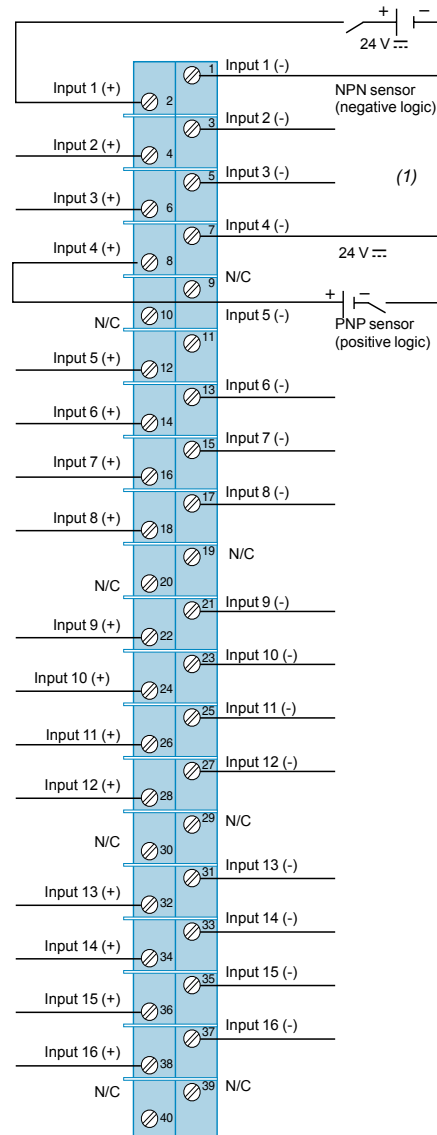 + −
24 V
1 Input 1 (-)
Input 1 (+) 2
NPN sensor
(negative logic)
3 Input 2 (-)
Input 2 (+) 4
5 Input 3 (-)
(1)
Input 3 (+) 6
7 Input 4 (-)
Input 4 (+) 8
24 V
9 N/C
+ −
N/C 10
Input 5 (-)
PNP sensor
(positive logic)
11
Input 5 (+) 12
13 Input 6 (-)
Input 6 (+) 14
15 Input 7 (-)
Input 7 (+) 16
17 Input 8 (-)
Input 8 (+) 18
19 N/C
N/C 20
21 Input 9 (-)
Input 9 (+) 22
23 Input 10 (-)
Input 10 (+) 24
25 Input 11 (-)
Input 11 (+) 26
27 Input 12 (-)
Input 12 (+) 28
29 N/C
N/C 30
31 Input 13 (-)
Input 13 (+) 32
33 Input 14 (-)
Input 14 (+) 34
35 Input 15 (-)
Input 15 (+) 36
37 Input 16 (-)
Input 16 (+) 38
39 N/C
N/C 40